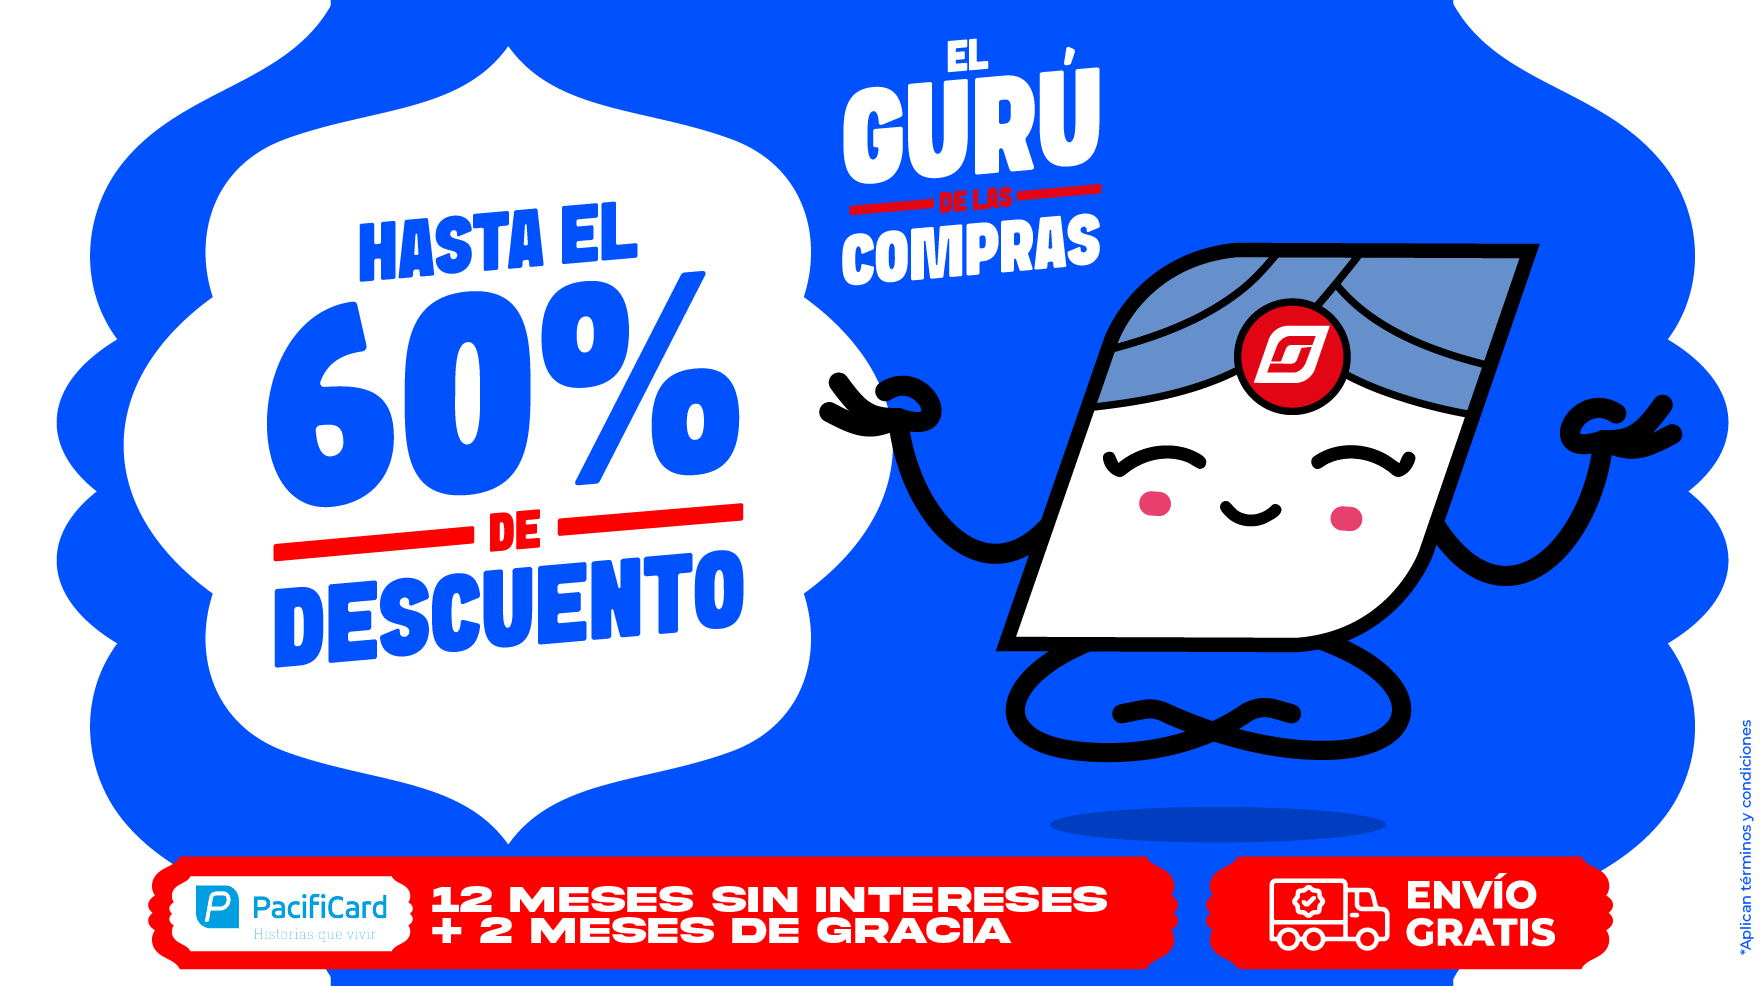 EL
GURÚ
DE LAS
COMPRAS
HASTA EL
60%
DE
DESCUENTO
PacifiCard
Historias que vivir
12 MESES SIN INTERESES
+ 2 MESES DE GRACIA
ENVÍO
GRATIS
*Aplican términos y condiciones